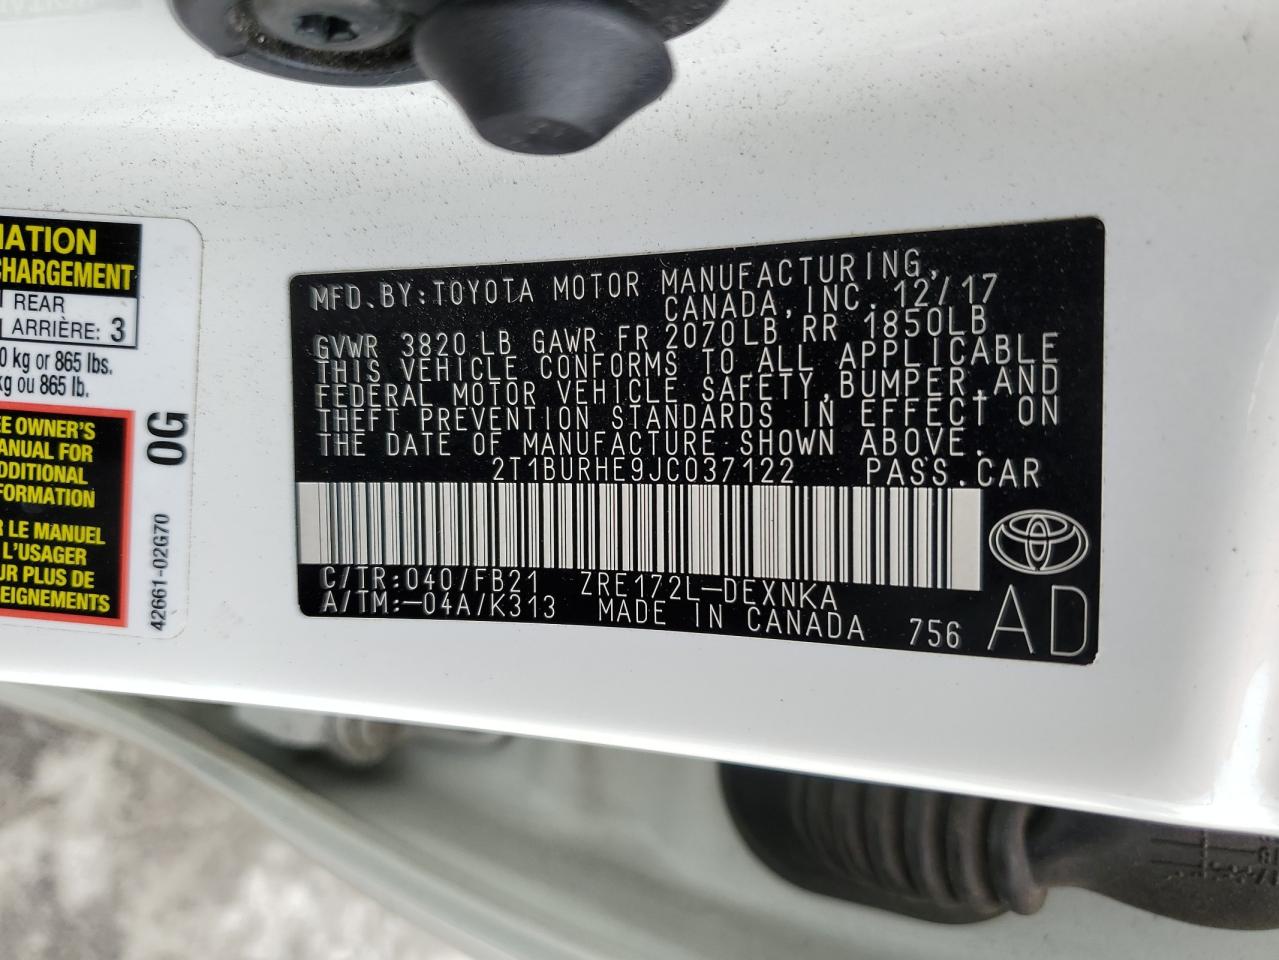 MATION
CHARGEMENT
REAR
ARRIÈRE: 3
0 kg or 865 lbs.
kg ou 865 lb.
EE OWNER'S
MANUAL FOR
ADDITIONAL
NFORMATION
R LE MANUEL
L'USAGER
UR PLUS DE
EIGNEMENTS
0G
42661-02G70
MFD.BY:TOYOTA MOTOR MANUFACTURING,
CANADA,INC. 12/17
GVWR 3820 LB GAWR FR 2070LB RR 1850LB
THIS VEHICLE CONFORMS TO ALL APPLICABLE
FEDERAL MOTOR VEHICLE SAFETY,BUMPER,AND
THEFT PREVENTION STANDARDS IN EFFECT ON
THE DATE OF MANUFACTURE SHOWN ABOVE.
2T1BURHE9JC037122 PASS.CAR
C/TR:040/FB21 ZRE172L-DEXNKA
A/TM:-04A/K313 MADE IN CANADA 756 AD